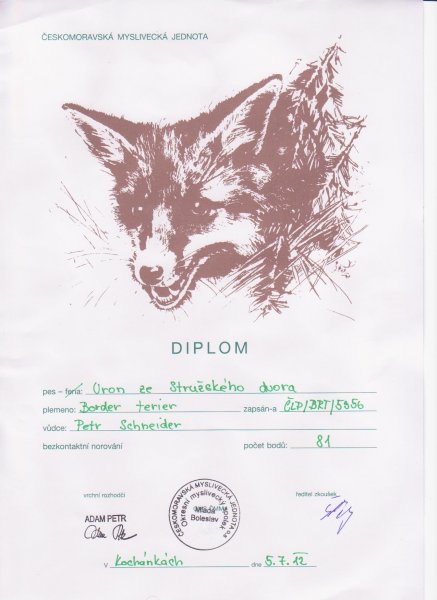 ČESKOMORAVSKÁ MYSLIVECKÁ JEDNOTA
DIPLOM
pes – fena: Uron ze Stružského dvora
plemeno: Border terier zapsán-a ČLP/BRT/5956
vůdce: Petr Schneider
bezkontaktní norování počet bodů: 81
vrchní rozhodčí ředitel zkoušek
ADAM PETR
ČESKOMORAVSKÁ MYSLIVECKÁ JEDNOTA o.s
Okresní myslivecký spolek
Mladá
Boleslav
v Kochánkách dne 5.7.12